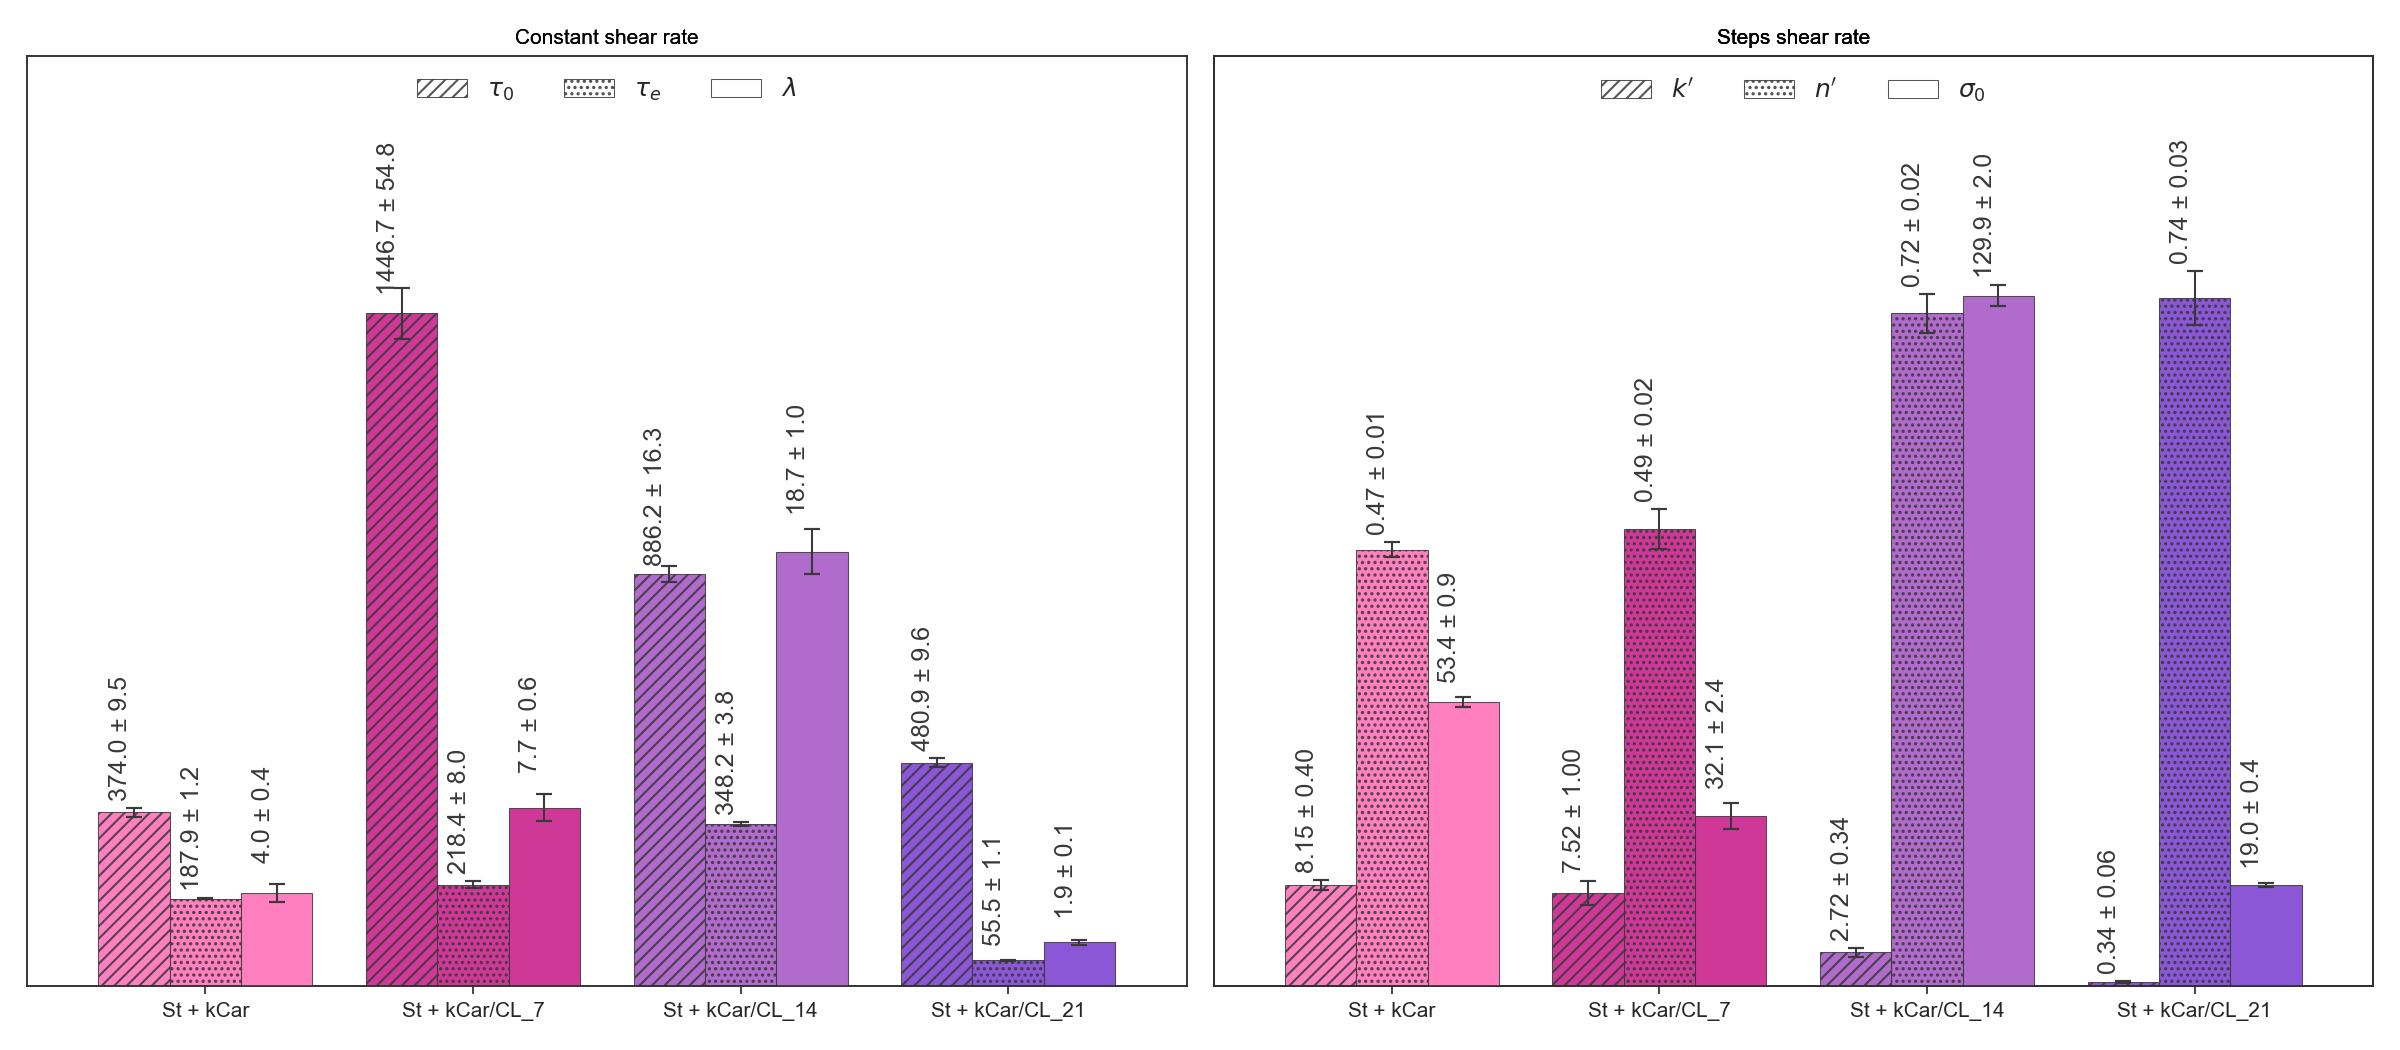 Constant shear rate
τ0 τe λ
374.0 ± 9.5
187.9 ± 1.2
4.0 ± 0.4
1446.7 ± 54.8
218.4 ± 8.0
7.7 ± 0.6
886.2 ± 16.3
348.2 ± 3.8
18.7 ± 1.0
480.9 ± 9.6
55.5 ± 1.1
1.9 ± 0.1
St + kCar
St + kCar/CL_7
St + kCar/CL_14
St + kCar/CL_21
Steps shear rate
k′ n′ σ0
8.15 ± 0.40
0.47 ± 0.01
53.4 ± 0.9
7.52 ± 1.00
0.49 ± 0.02
32.1 ± 2.4
2.72 ± 0.34
0.72 ± 0.02
129.9 ± 2.0
0.34 ± 0.06
0.74 ± 0.03
19.0 ± 0.4
St + kCar
St + kCar/CL_7
St + kCar/CL_14
St + kCar/CL_21